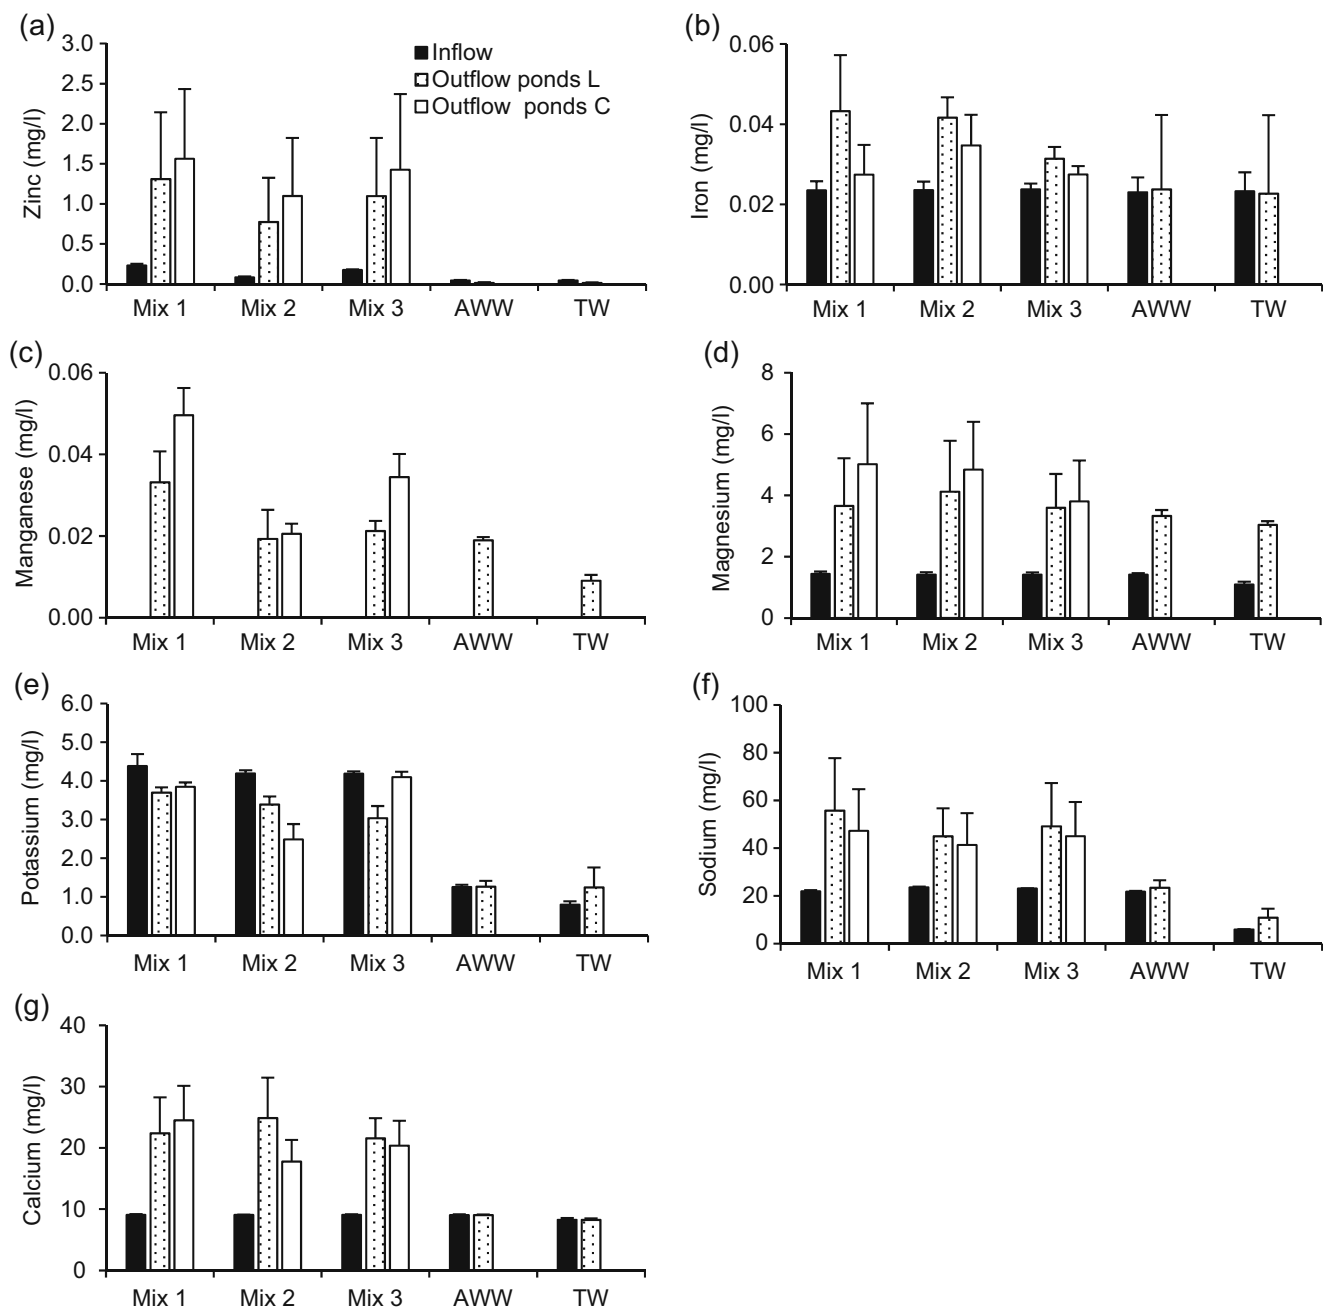 (a)
3.0
2.5
2.0
1.5
1.0
0.5
0.0
Zinc (mg/l)
Inflow
Outflow ponds L
Outflow ponds C
Mix 1 Mix 2 Mix 3 AWW TW
(b)
0.06
0.04
0.02
0.00
Iron (mg/l)
Mix 1 Mix 2 Mix 3 AWW TW
(c)
0.06
0.04
0.02
0.00
Manganese (mg/l)
Mix 1 Mix 2 Mix 3 AWW TW
(d)
8
6
4
2
0
Magnesium (mg/l)
Mix 1 Mix 2 Mix 3 AWW TW
(e)
6.0
5.0
4.0
3.0
2.0
1.0
0.0
Potassium (mg/l)
Mix 1 Mix 2 Mix 3 AWW TW
(f)
100
80
60
40
20
0
Sodium (mg/l)
Mix 1 Mix 2 Mix 3 AWW TW
(g)
40
30
20
10
0
Calcium (mg/l)
Mix 1 Mix 2 Mix 3 AWW TW